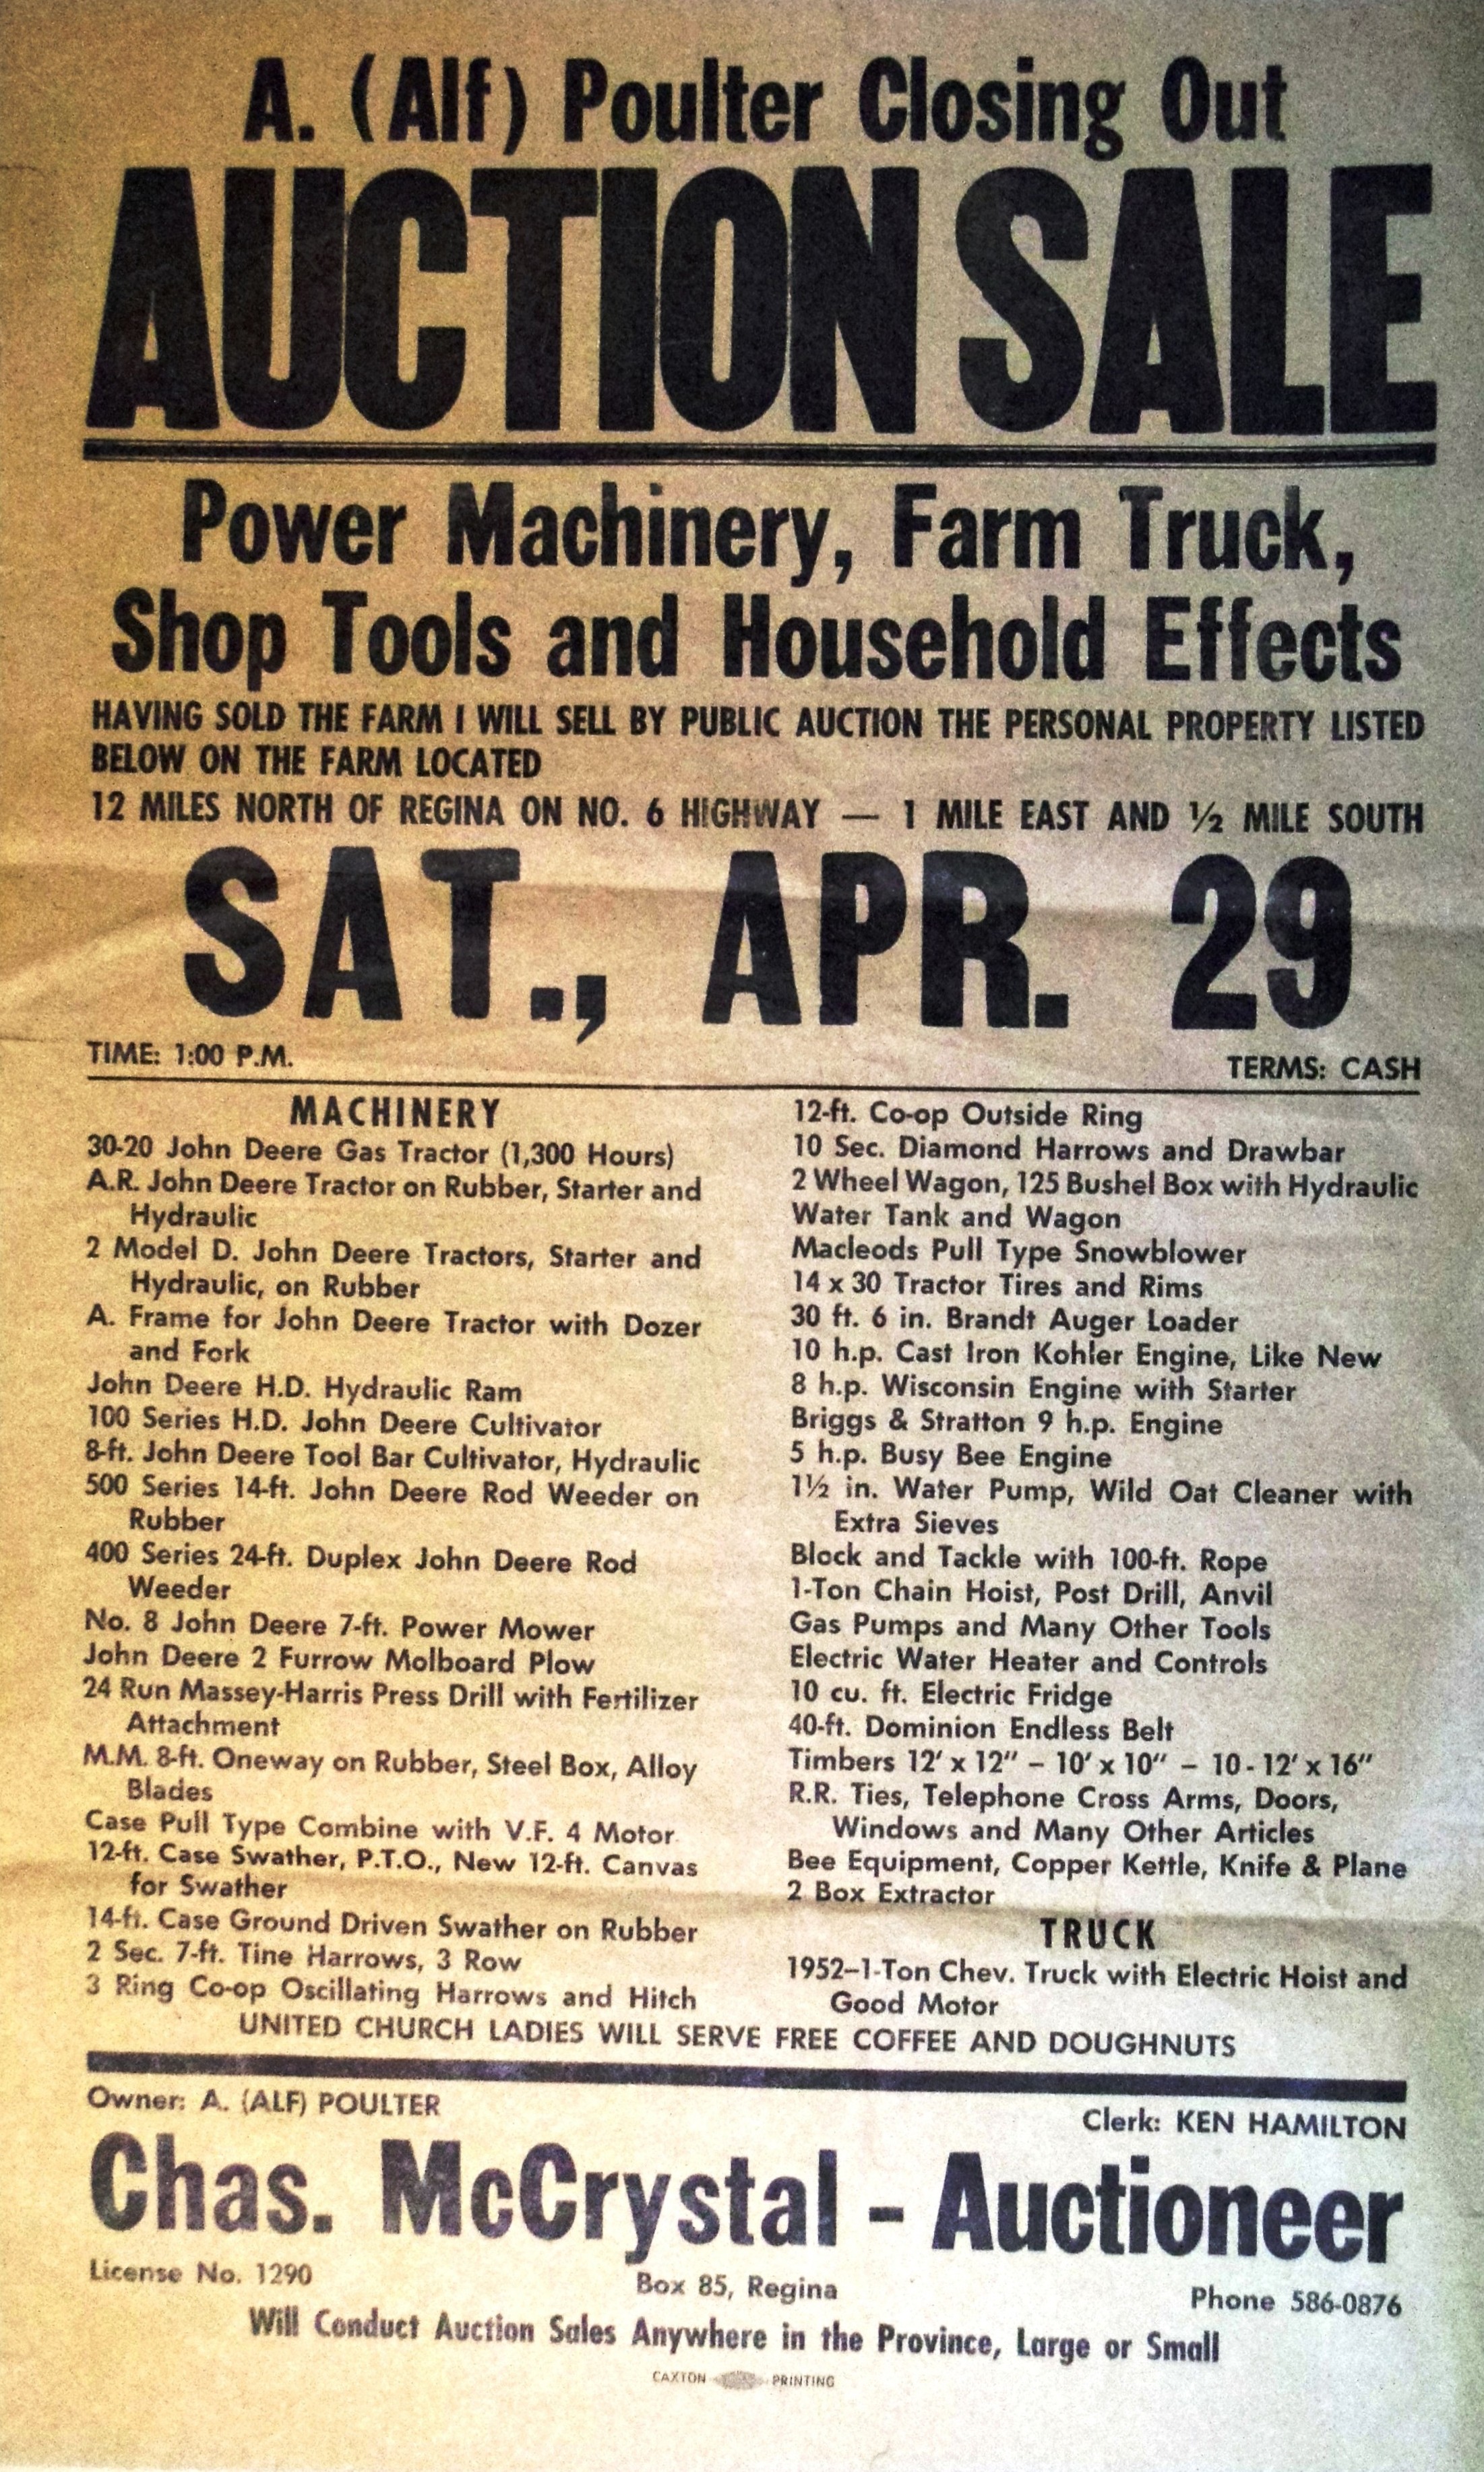 A. (Alf) Poulter Closing Out
AUCTION SALE
Power Machinery, Farm Truck,
Shop Tools and Household Effects
HAVING SOLD THE FARM I WILL SELL BY PUBLIC AUCTION THE PERSONAL PROPERTY LISTED
BELOW ON THE FARM LOCATED
12 MILES NORTH OF REGINA ON NO. 6 HIGHWAY — 1 MILE EAST AND ½ MILE SOUTH
SAT., APR. 29
TIME: 1:00 P.M.
TERMS: CASH
MACHINERY
30-20 John Deere Gas Tractor (1,300 Hours)
A.R. John Deere Tractor on Rubber, Starter and
Hydraulic
2 Model D. John Deere Tractors, Starter and
Hydraulic, on Rubber
A. Frame for John Deere Tractor with Dozer
and Fork
John Deere H.D. Hydraulic Ram
100 Series H.D. John Deere Cultivator
8-ft. John Deere Tool Bar Cultivator, Hydraulic
500 Series 14-ft. John Deere Rod Weeder on
Rubber
400 Series 24-ft. Duplex John Deere Rod
Weeder
No. 8 John Deere 7-ft. Power Mower
John Deere 2 Furrow Molboard Plow
24 Run Massey-Harris Press Drill with Fertilizer
Attachment
M.M. 8-ft. Oneway on Rubber, Steel Box, Alloy
Blades
Case Pull Type Combine with V.F. 4 Motor
12-ft. Case Swather, P.T.O., New 12-ft. Canvas
for Swather
14-ft. Case Ground Driven Swather on Rubber
2 Sec. 7-ft. Tine Harrows, 3 Row
3 Ring Co-op Oscillating Harrows and Hitch
12-ft. Co-op Outside Ring
10 Sec. Diamond Harrows and Drawbar
2 Wheel Wagon, 125 Bushel Box with Hydraulic
Water Tank and Wagon
Macleods Pull Type Snowblower
14 x 30 Tractor Tires and Rims
30 ft. 6 in. Brandt Auger Loader
10 h.p. Cast Iron Kohler Engine, Like New
8 h.p. Wisconsin Engine with Starter
Briggs & Stratton 9 h.p. Engine
5 h.p. Busy Bee Engine
1½ in. Water Pump, Wild Oat Cleaner with
Extra Sieves
Block and Tackle with 100-ft. Rope
1-Ton Chain Hoist, Post Drill, Anvil
Gas Pumps and Many Other Tools
Electric Water Heater and Controls
10 cu. ft. Electric Fridge
40-ft. Dominion Endless Belt
Timbers 12' x 12" – 10' x 10" – 10-12' x 16"
R.R. Ties, Telephone Cross Arms, Doors,
Windows and Many Other Articles
Bee Equipment, Copper Kettle, Knife & Plane
2 Box Extractor
TRUCK
1952–1-Ton Chev. Truck with Electric Hoist and
Good Motor
UNITED CHURCH LADIES WILL SERVE FREE COFFEE AND DOUGHNUTS
Owner: A. (ALF) POULTER
Clerk: KEN HAMILTON
Chas. McCrystal - Auctioneer
License No. 1290
Box 85, Regina
Phone 586-0876
Will Conduct Auction Sales Anywhere in the Province, Large or Small
CAXTON PRINTING